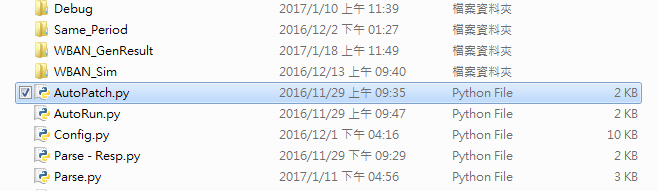 Debug 2017/1/10 上午 11:39 檔案資料夾
Same_Period 2016/12/2 下午 01:27 檔案資料夾
WBAN_GenResult 2017/1/18 上午 11:49 檔案資料夾
WBAN_Sim 2016/12/13 上午 09:40 檔案資料夾
AutoPatch.py 2016/11/29 上午 09:35 Python File 2 KB
AutoRun.py 2016/11/29 上午 09:47 Python File 2 KB
Config.py 2016/12/1 下午 04:16 Python File 10 KB
Parse - Resp.py 2016/11/29 下午 09:29 Python File 2 KB
Parse.py 2017/1/11 下午 04:56 Python File 3 KB